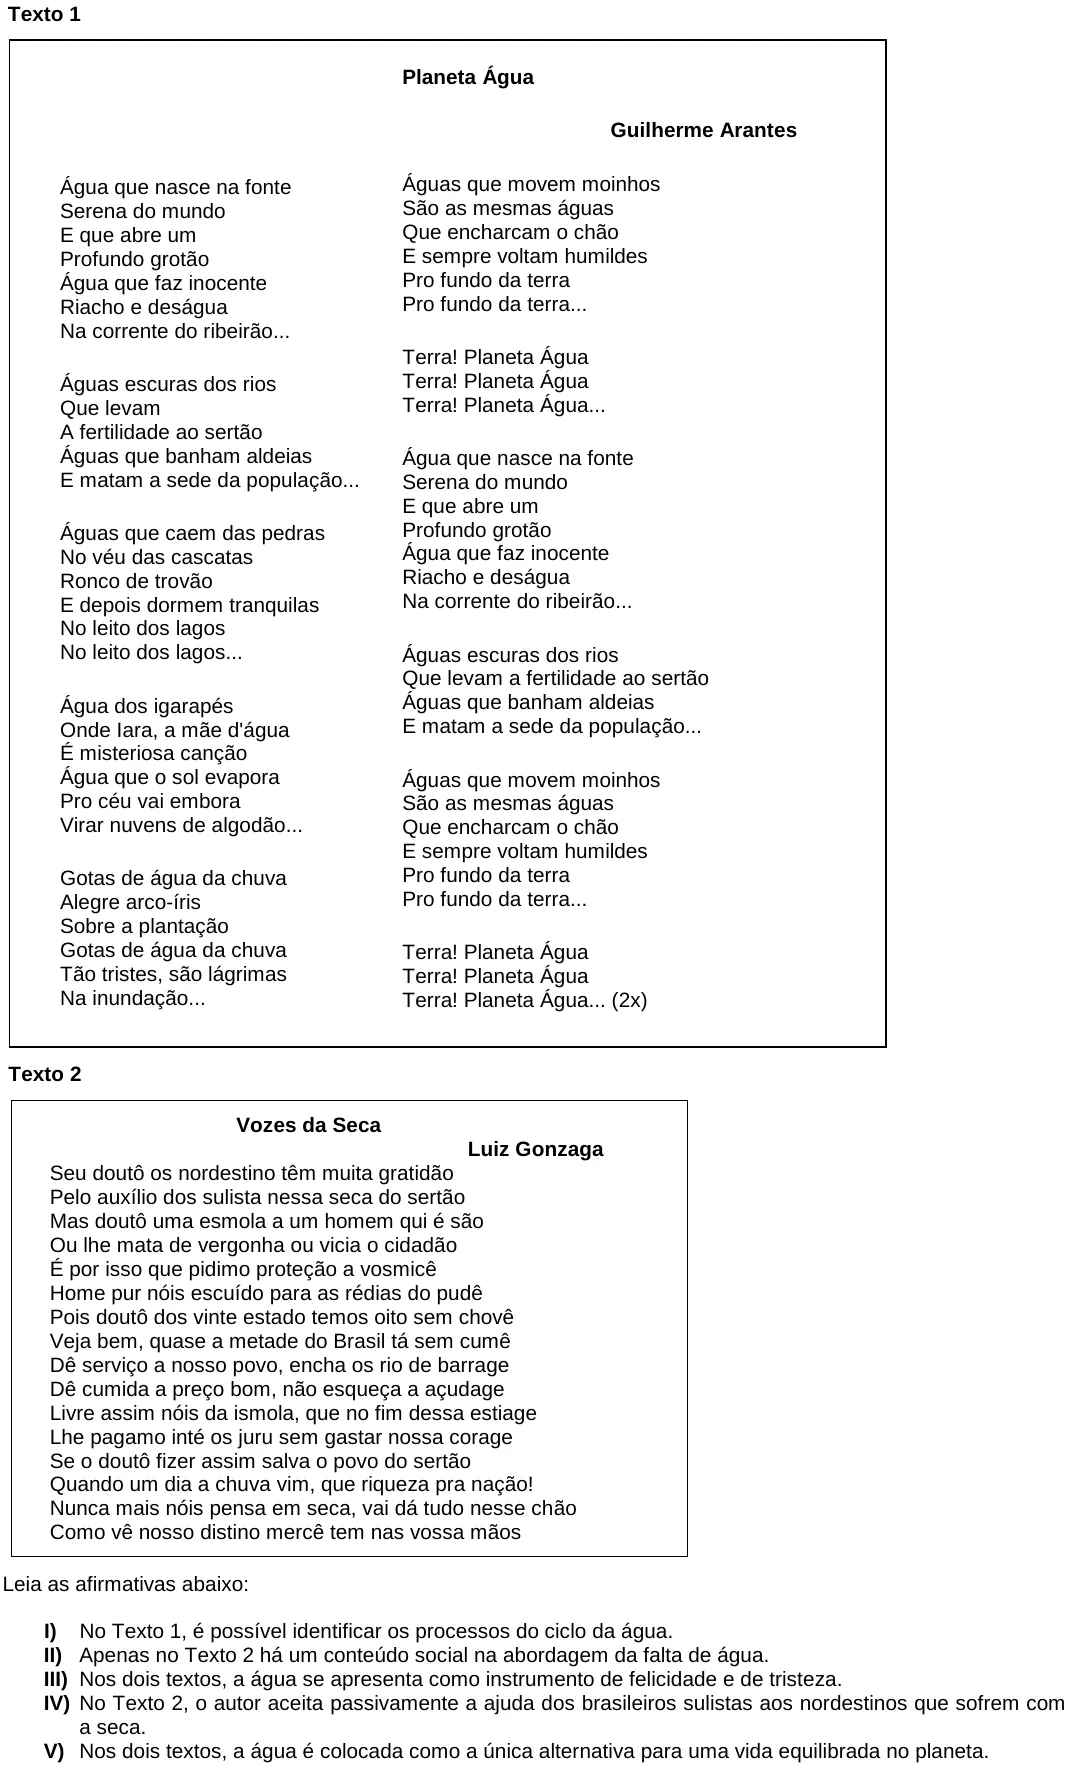 Texto 1
Planeta Água
Guilherme Arantes
Água que nasce na fonte
Serena do mundo
E que abre um
Profundo grotão
Água que faz inocente
Riacho e deságua
Na corrente do ribeirão...
Águas escuras dos rios
Que levam
A fertilidade ao sertão
Águas que banham aldeias
E matam a sede da população...
Águas que caem das pedras
No véu das cascatas
Ronco de trovão
E depois dormem tranquilas
No leito dos lagos
No leito dos lagos...
Água dos igarapés
Onde Iara, a mãe d'água
É misteriosa canção
Água que o sol evapora
Pro céu vai embora
Virar nuvens de algodão...
Gotas de água da chuva
Alegre arco-íris
Sobre a plantação
Gotas de água da chuva
Tão tristes, são lágrimas
Na inundação...
Águas que movem moinhos
São as mesmas águas
Que encharcam o chão
E sempre voltam humildes
Pro fundo da terra
Pro fundo da terra...
Terra! Planeta Água
Terra! Planeta Água
Terra! Planeta Água...
Água que nasce na fonte
Serena do mundo
E que abre um
Profundo grotão
Água que faz inocente
Riacho e deságua
Na corrente do ribeirão...
Águas escuras dos rios
Que levam a fertilidade ao sertão
Águas que banham aldeias
E matam a sede da população...
Águas que movem moinhos
São as mesmas águas
Que encharcam o chão
E sempre voltam humildes
Pro fundo da terra
Pro fundo da terra...
Terra! Planeta Água
Terra! Planeta Água
Terra! Planeta Água... (2x)
Texto 2
Vozes da Seca
Luiz Gonzaga
Seu doutô os nordestino têm muita gratidão
Pelo auxílio dos sulista nessa seca do sertão
Mas doutô uma esmola a um homem qui é são
Ou lhe mata de vergonha ou vicia o cidadão
É por isso que pidimo proteção a vosmicê
Home pur nóis escuído para as rédias do pudê
Pois doutô dos vinte estado temos oito sem chovê
Veja bem, quase a metade do Brasil tá sem cumê
Dê serviço a nosso povo, encha os rio de barrage
Dê cumida a preço bom, não esqueça a açudage
Livre assim nóis da ismola, que no fim dessa estiage
Lhe pagamo inté os juru sem gastar nossa corage
Se o doutô fizer assim salva o povo do sertão
Quando um dia a chuva vim, que riqueza pra nação!
Nunca mais nóis pensa em seca, vai dá tudo nesse chão
Como vê nosso distino mercê tem nas vossa mãos
Leia as afirmativas abaixo:
I) No Texto 1, é possível identificar os processos do ciclo da água.
II) Apenas no Texto 2 há um conteúdo social na abordagem da falta de água.
III) Nos dois textos, a água se apresenta como instrumento de felicidade e de tristeza.
IV) No Texto 2, o autor aceita passivamente a ajuda dos brasileiros sulistas aos nordestinos que sofrem com
a seca.
V) Nos dois textos, a água é colocada como a única alternativa para uma vida equilibrada no planeta.